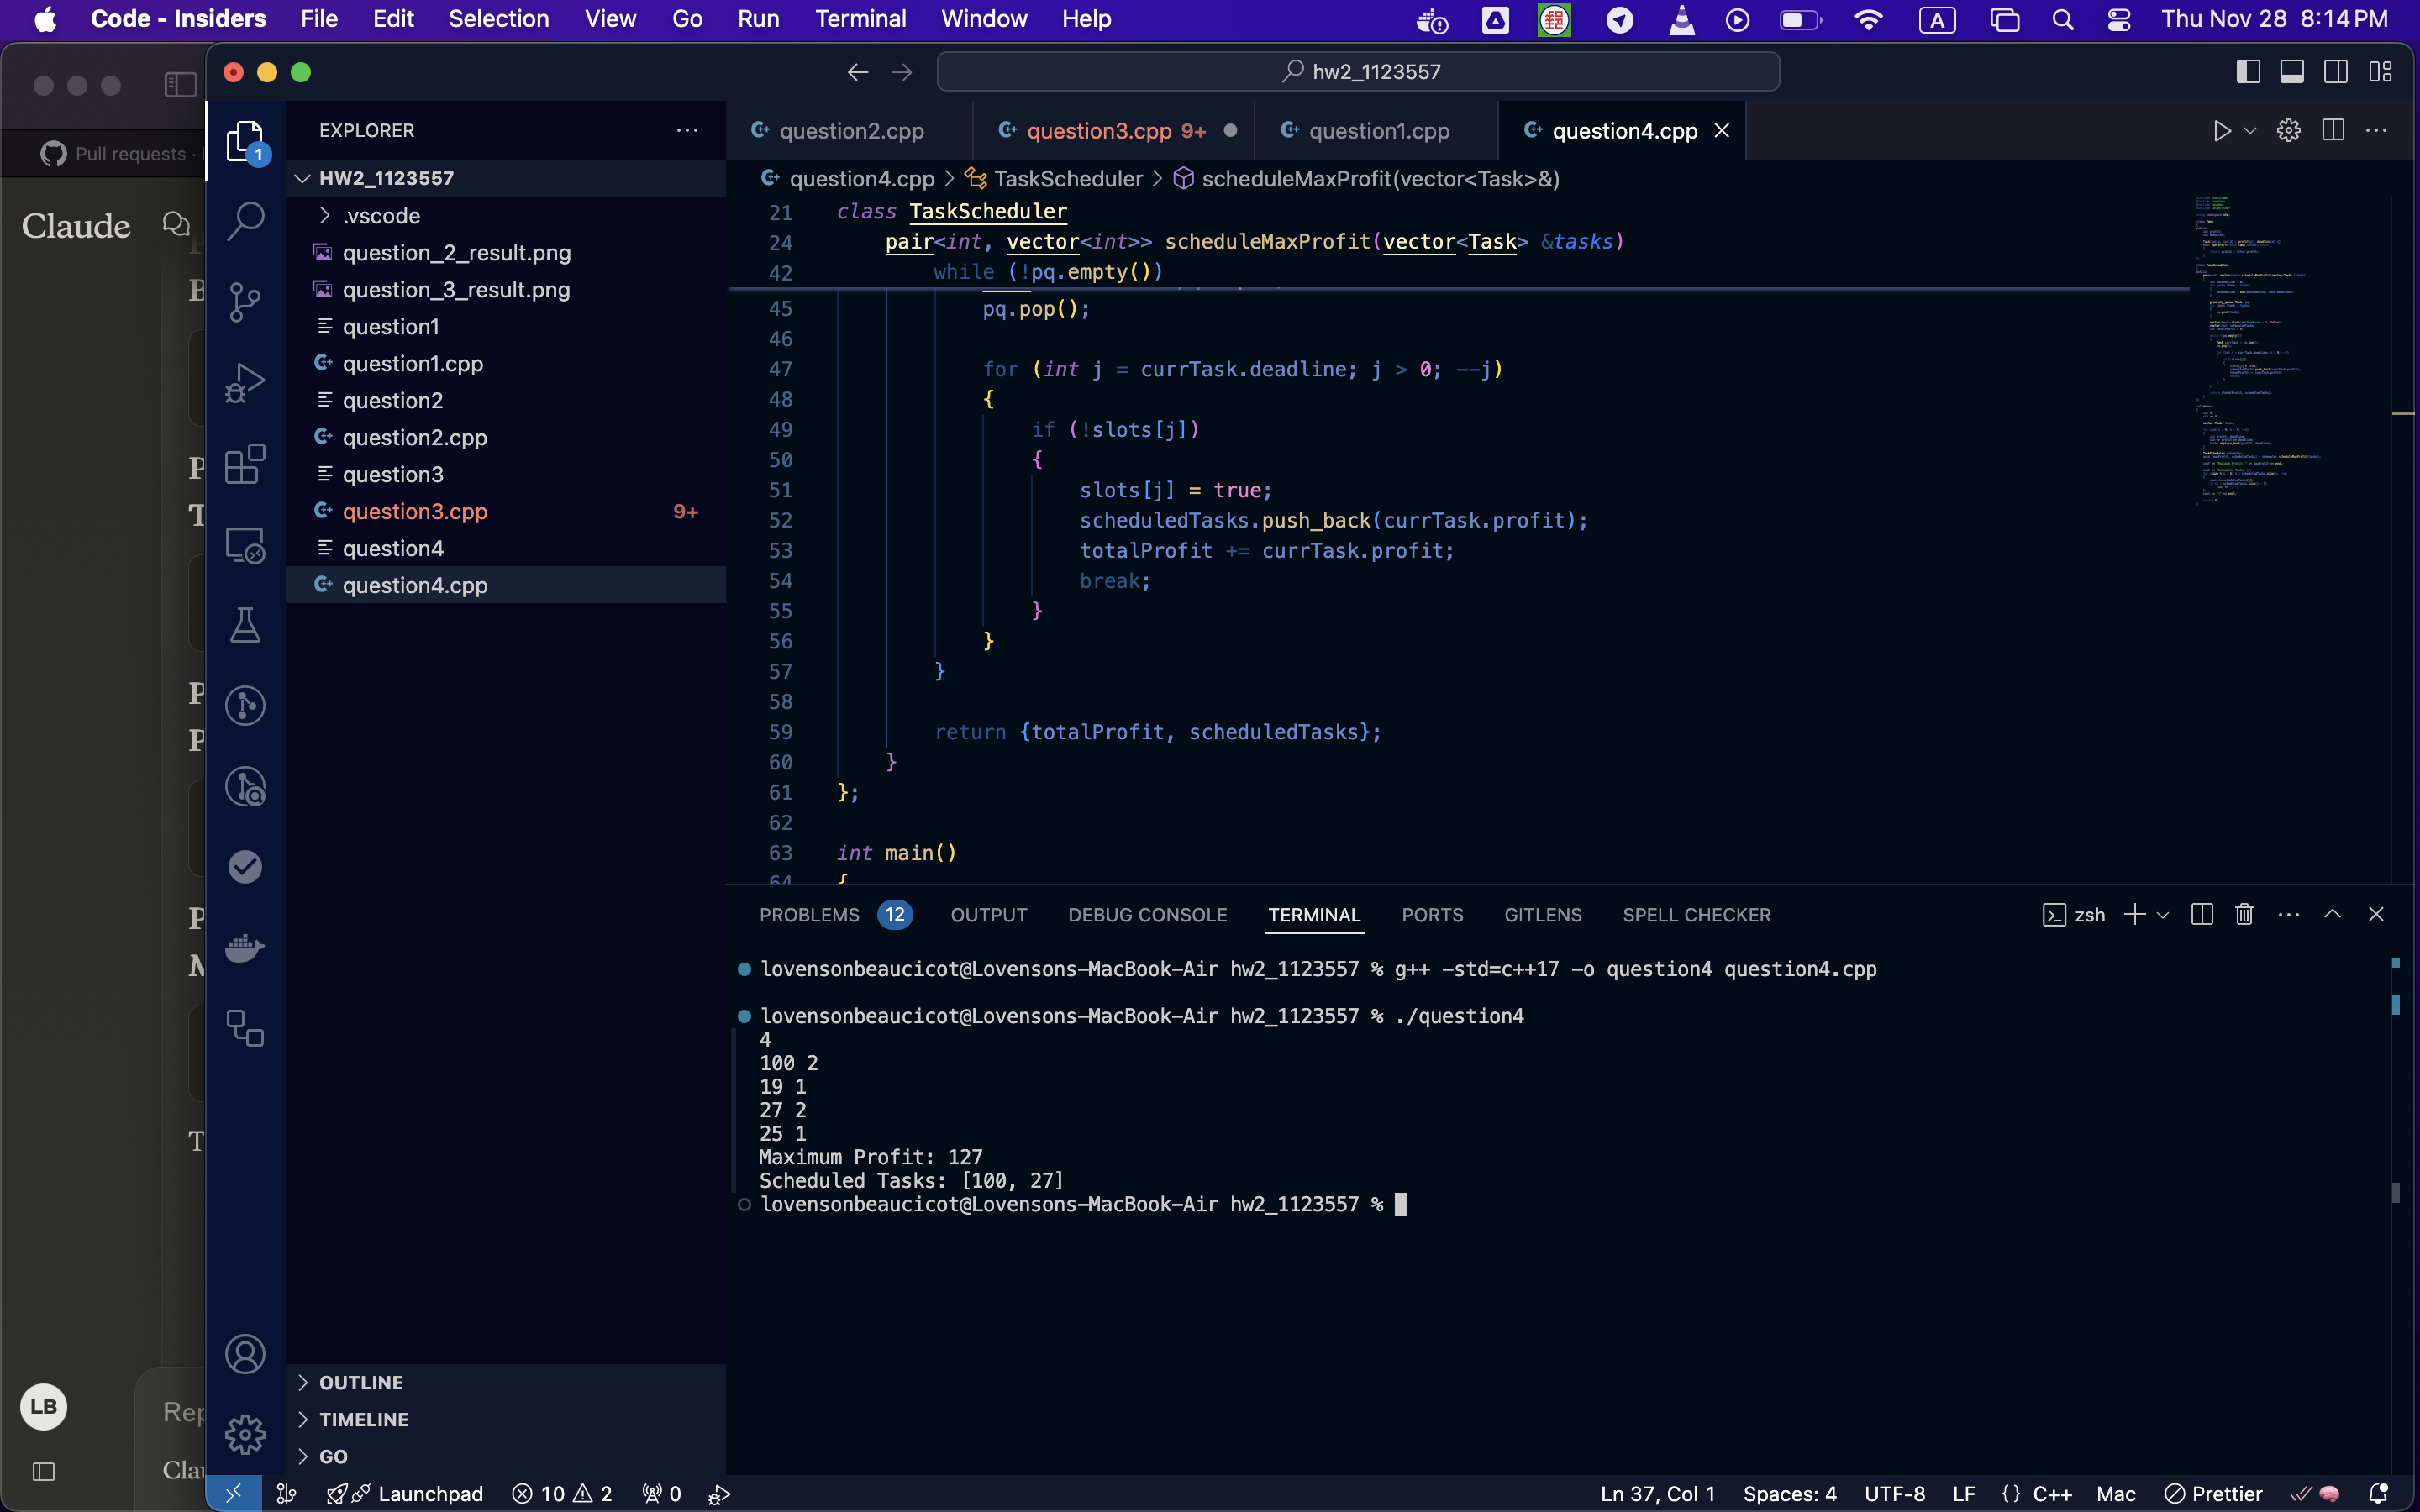 Code - Insiders File Edit Selection View Go Run Terminal Window Help A Thu Nov 28 8:14 PM
hw2_1123557
Pull requests ·
Claude
LB
EXPLORER
1
HW2_1123557
.vscode
question_2_result.png
question_3_result.png
question1
question1.cpp
question2
question2.cpp
question3
question3.cpp 9+
question4
question4.cpp
OUTLINE
TIMELINE
GO
question2.cpp question3.cpp 9+ question1.cpp question4.cpp
question4.cpp > TaskScheduler > scheduleMaxProfit(vector<Task>&)
21 class TaskScheduler
24 pair<int, vector<int>> scheduleMaxProfit(vector<Task> &tasks)
42 while (!pq.empty())
45 pq.pop();
46
47 for (int j = currTask.deadline; j > 0; --j)
48 {
49 if (!slots[j])
50 {
51 slots[j] = true;
52 scheduledTasks.push_back(currTask.profit);
53 totalProfit += currTask.profit;
54 break;
55 }
56 }
57 }
58
59 return {totalProfit, scheduledTasks};
60 }
61 };
62
63 int main()
64 {
PROBLEMS 12 OUTPUT DEBUG CONSOLE TERMINAL PORTS GITLENS SPELL CHECKER zsh
lovensonbeaucicot@Lovensons-MacBook-Air hw2_1123557 % g++ -std=c++17 -o question4 question4.cpp
lovensonbeaucicot@Lovensons-MacBook-Air hw2_1123557 % ./question4
4
100 2
19 1
27 2
25 1
Maximum Profit: 127
Scheduled Tasks: [100, 27]
lovensonbeaucicot@Lovensons-MacBook-Air hw2_1123557 %
Launchpad 10 2 0 Ln 37, Col 1 Spaces: 4 UTF-8 LF {} C++ Mac Prettier